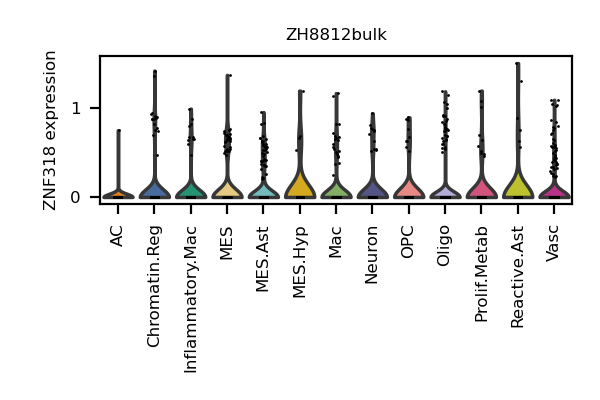 ZH8812bulk
ZNF318 expression
1
0
AC
Chromatin.Reg
Inflammatory.Mac
MES
MES.Ast
MES.Hyp
Mac
Neuron
OPC
Oligo
Prolif.Metab
Reactive.Ast
Vasc